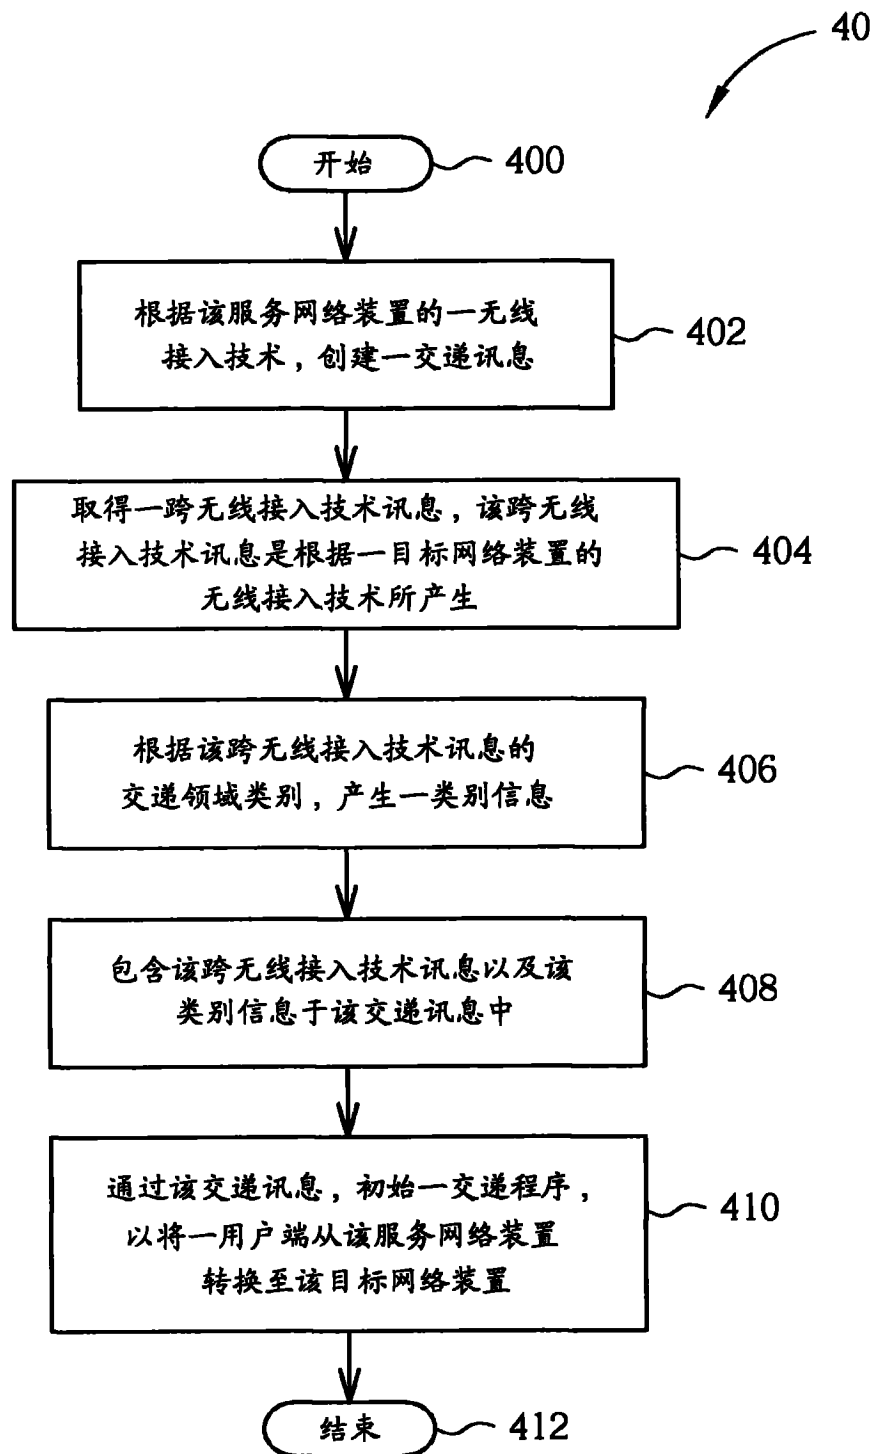 40
开始
400
根据该服务网络装置的一无线
接入技术，创建一交递讯息
402
取得一跨无线接入技术讯息，该跨无线
接入技术讯息是根据一目标网络装置的
无线接入技术所产生
404
根据该跨无线接入技术讯息的
交递领域类别，产生一类别信息
406
包含该跨无线接入技术讯息以及该
类别信息于该交递讯息中
408
通过该交递讯息，初始一交递程序，
以将一用户端从该服务网络装置
转换至该目标网络装置
410
结束
412